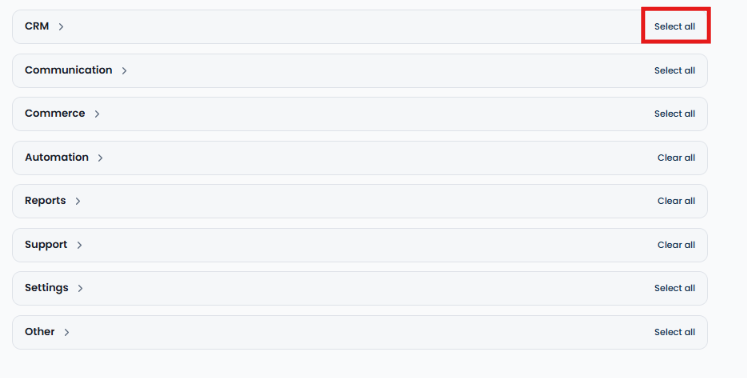 CRM Select all
Communication Select all
Commerce Select all
Automation Clear all
Reports Clear all
Support Clear all
Settings Select all
Other Select all